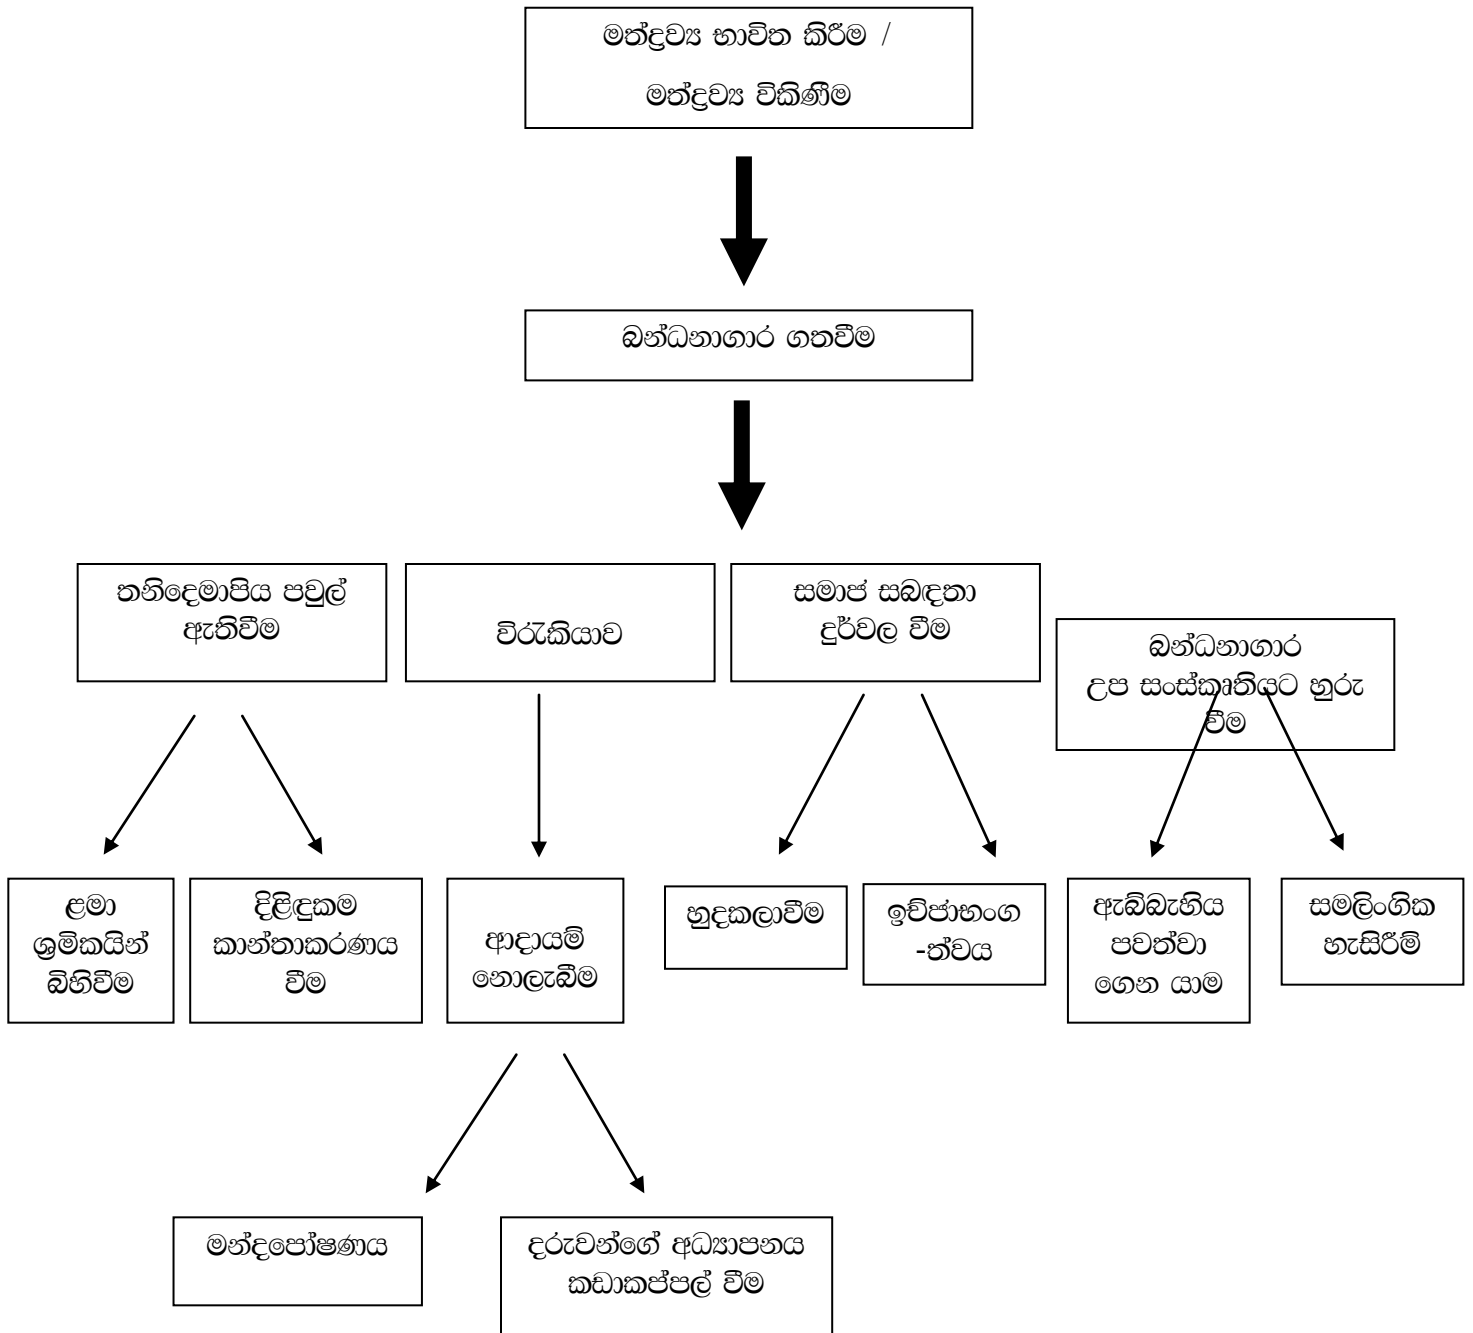 මත්ද්‍රව්‍ය භාවිත කිරීම /
මත්ද්‍රව්‍ය විකිණීම
බන්ධනාගාර ගතවීම
තනිදෙමාපිය පවුල්
ඇතිවීම
විරැකියාව
සමාජ සබඳතා
දුර්වල වීම
බන්ධනාගාර
උප සංස්කෘතියට හුරු
වීම
ළමා
ශ්‍රමිකයින්
බිහිවීම
දිළිඳුකම
කාන්තාකරණය
වීම
ආදායම්
නොලැබීම
හුදකලාවීම
ඉච්ඡාභංග
-ත්වය
ඇබ්බැහිය
පවත්වා
ගෙන යාම
සමලිංගික
හැසිරීම්
මන්දපෝෂණය
දරුවන්ගේ අධ්‍යාපනය
කඩාකප්පල් වීම